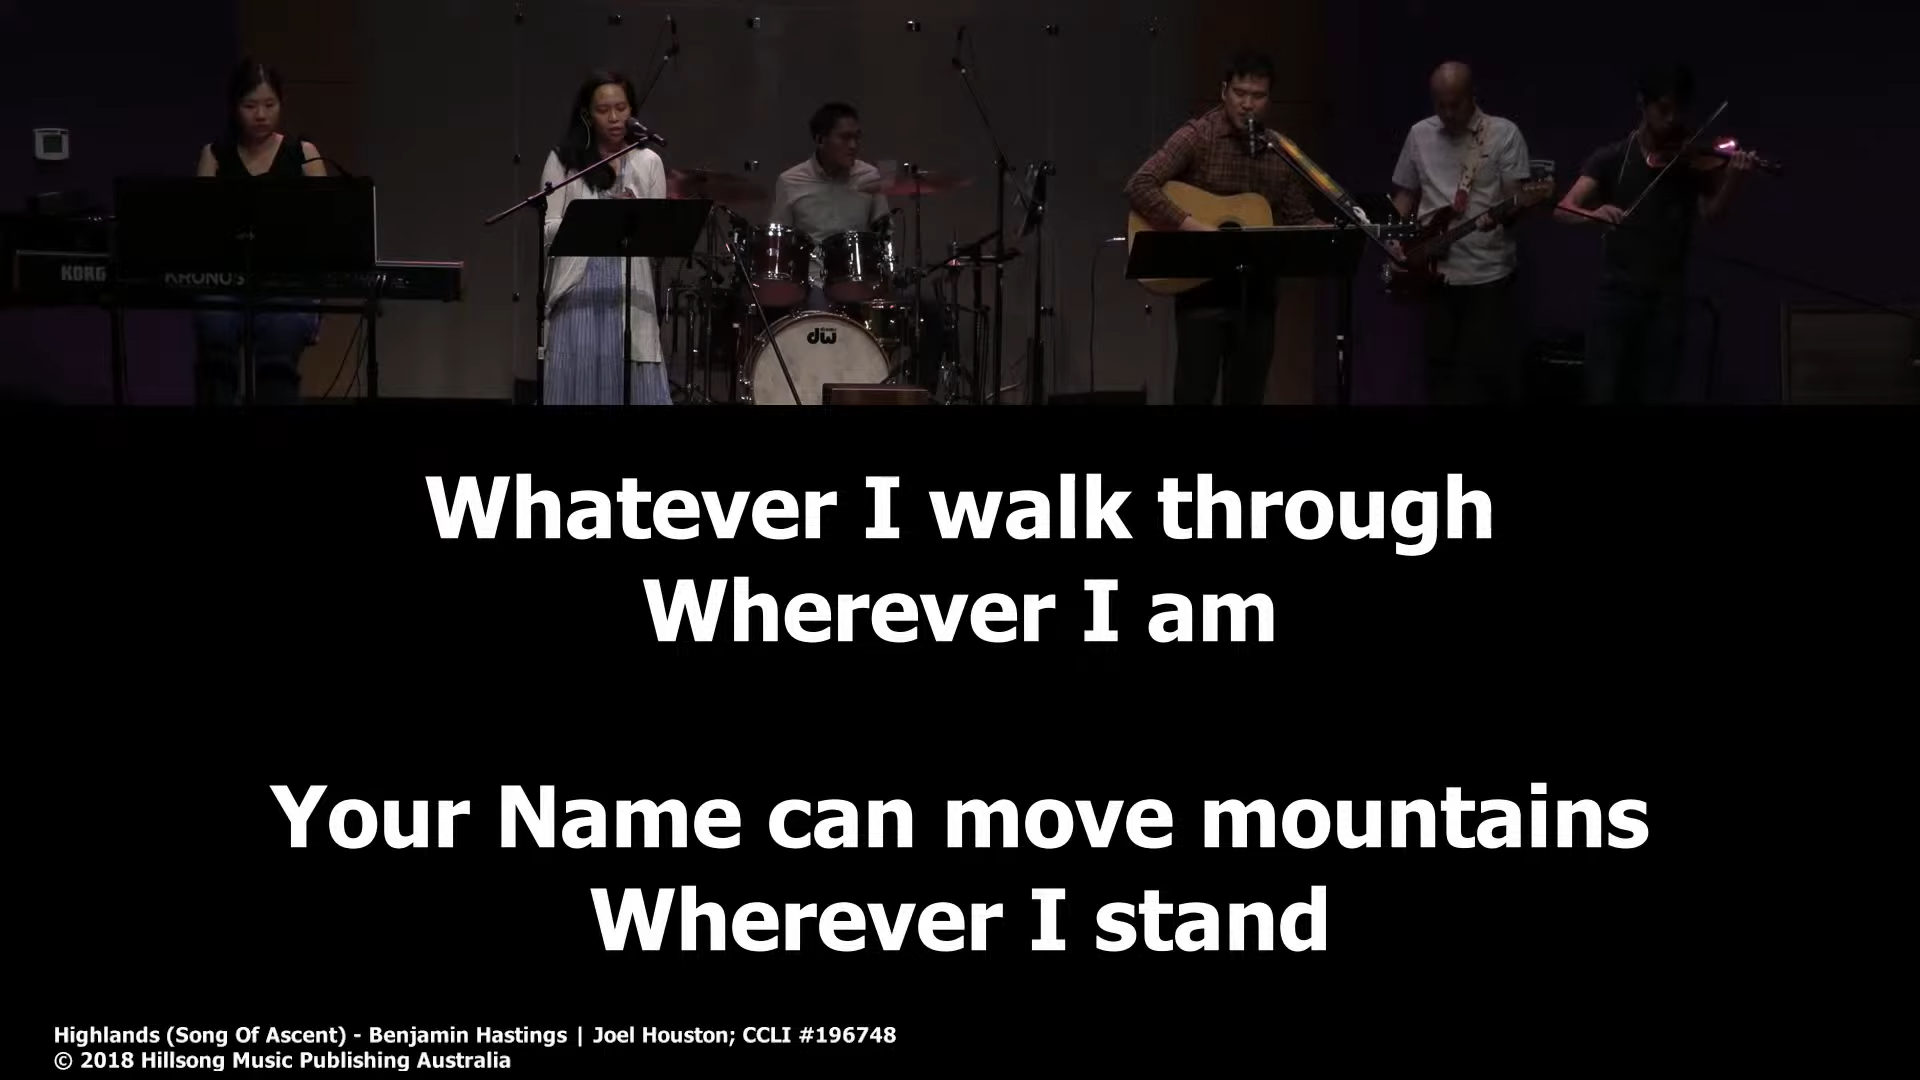 KORG
KRONOS
dw
Whatever I walk through
Wherever I am
Your Name can move mountains
Wherever I stand
Highlands (Song Of Ascent) - Benjamin Hastings | Joel Houston; CCLI #196748
© 2018 Hillsong Music Publishing Australia